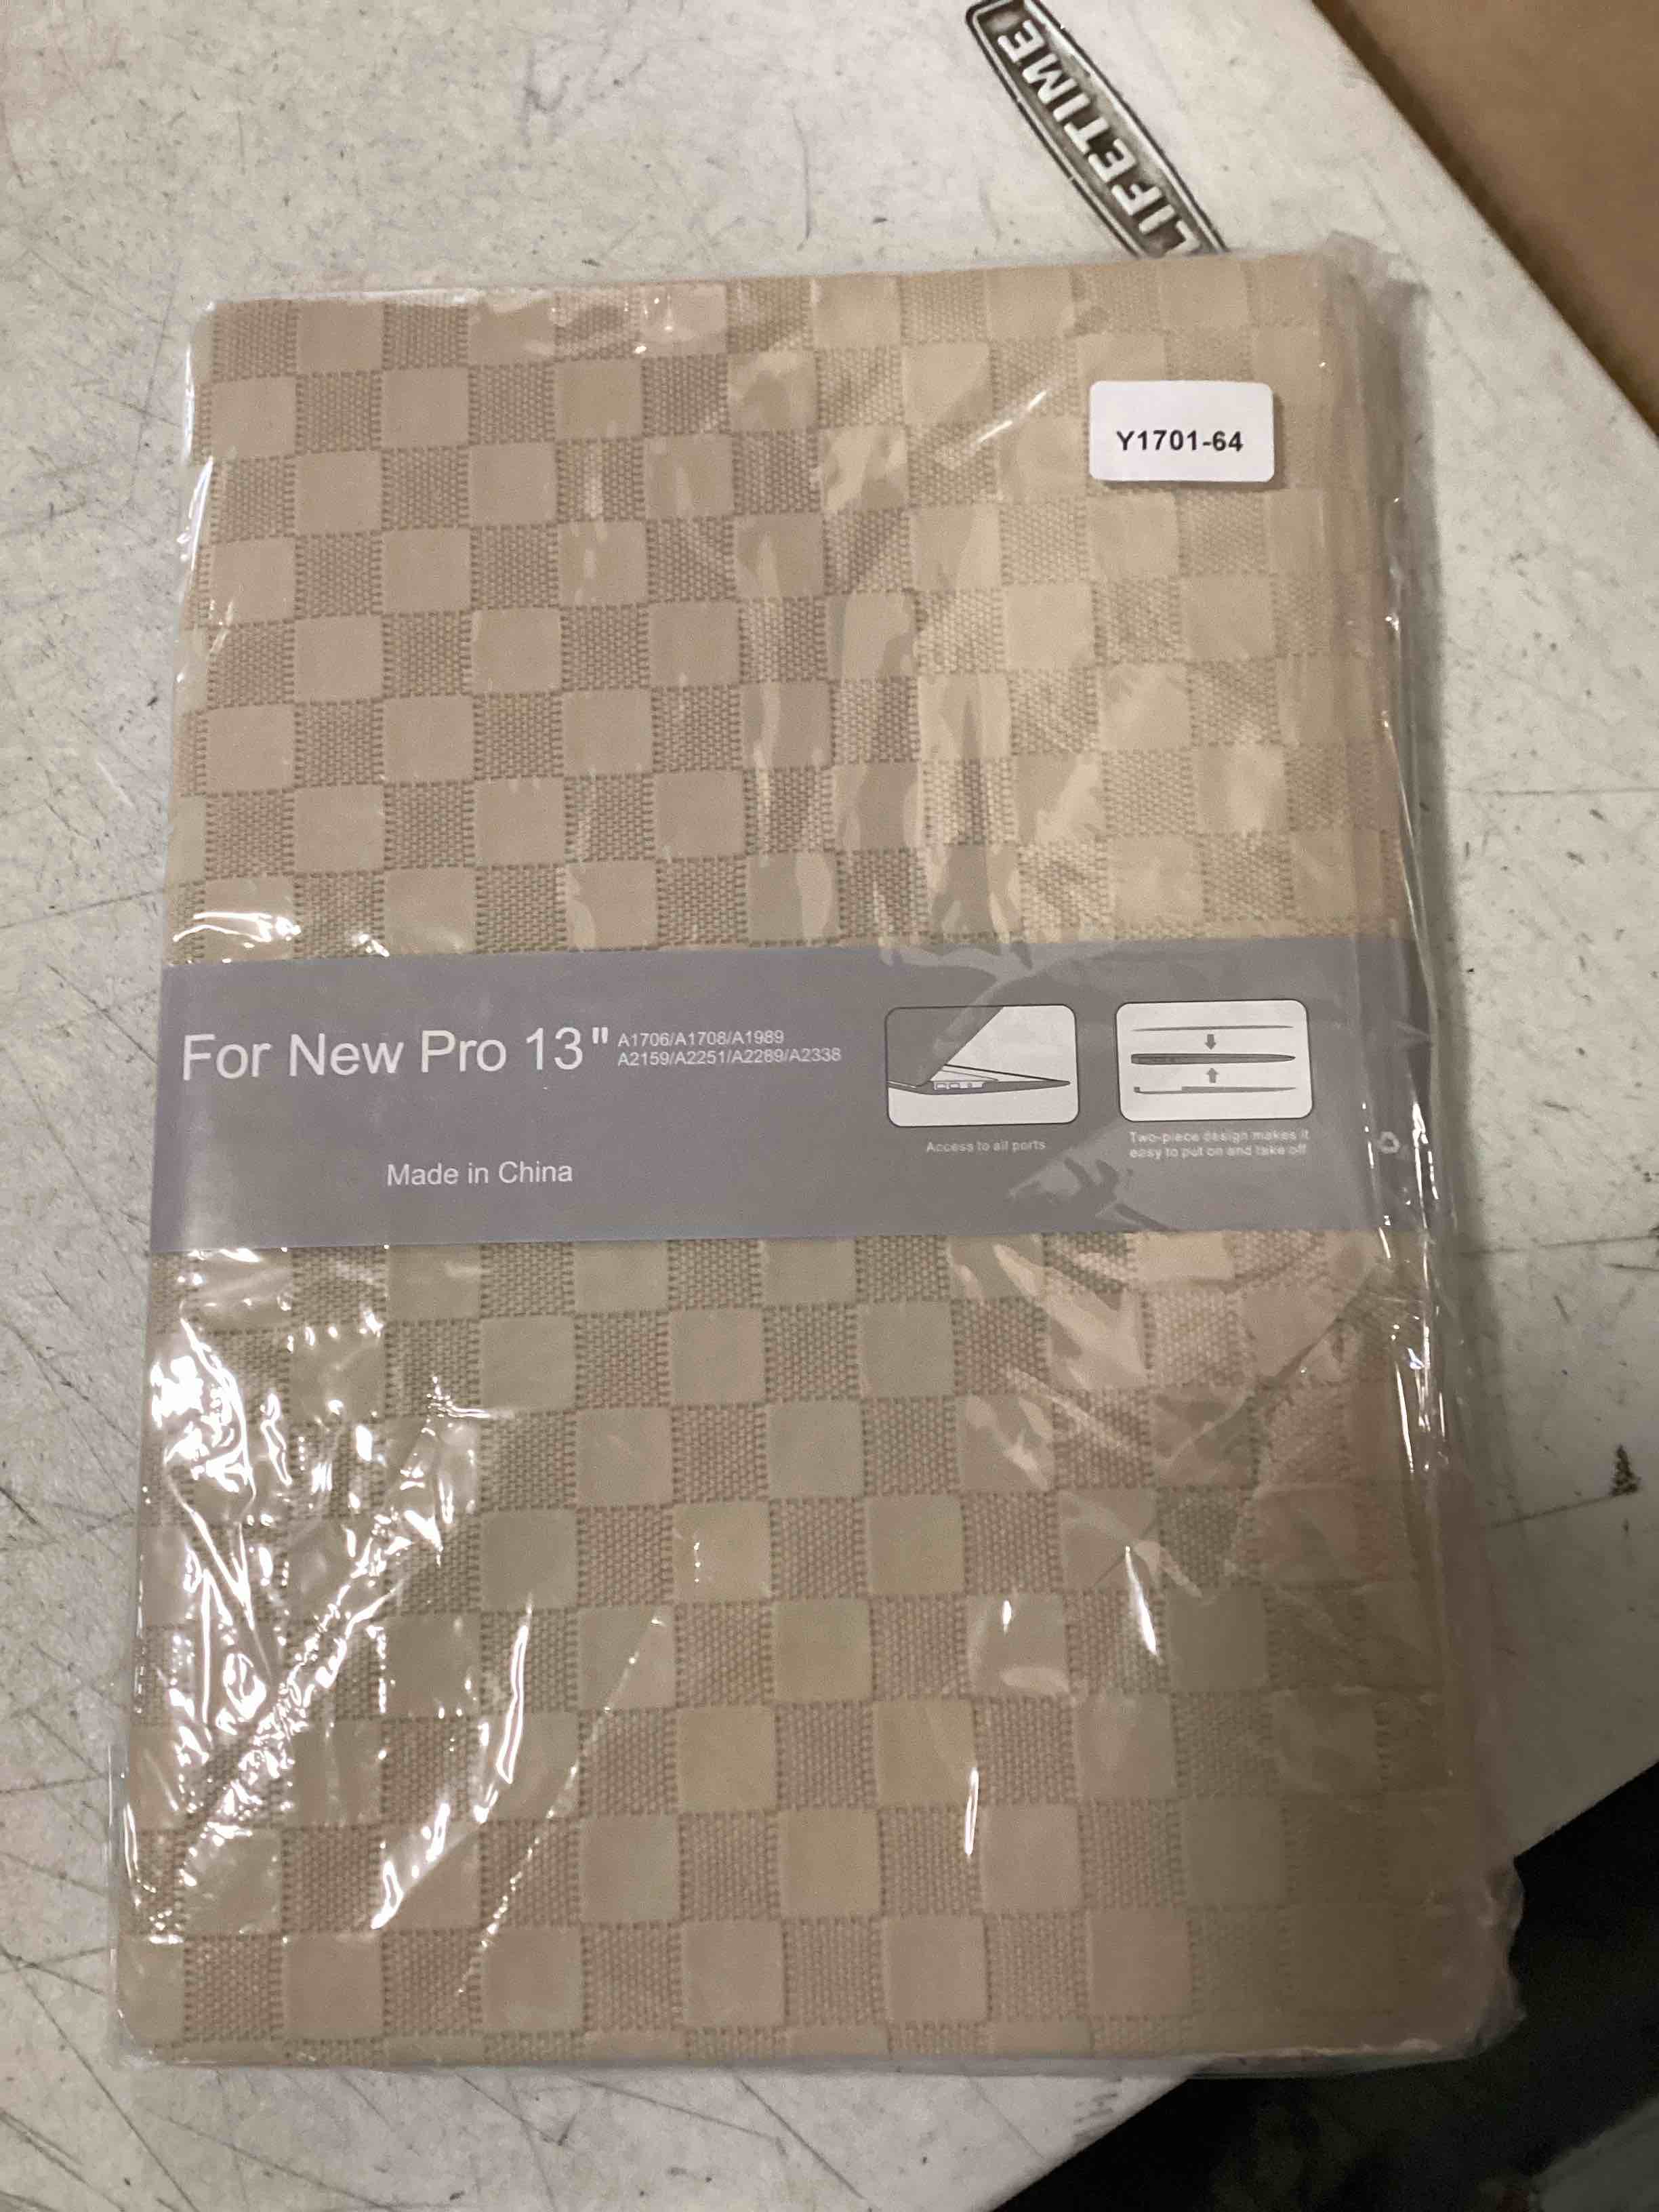 LIFETIME
Y1701-64
For New Pro 13"
A1706/A1708/A1989
A2159/A2251/A2289/A2338
Made in China
Access to all ports
Two-piece design makes it
easy to put on and take off